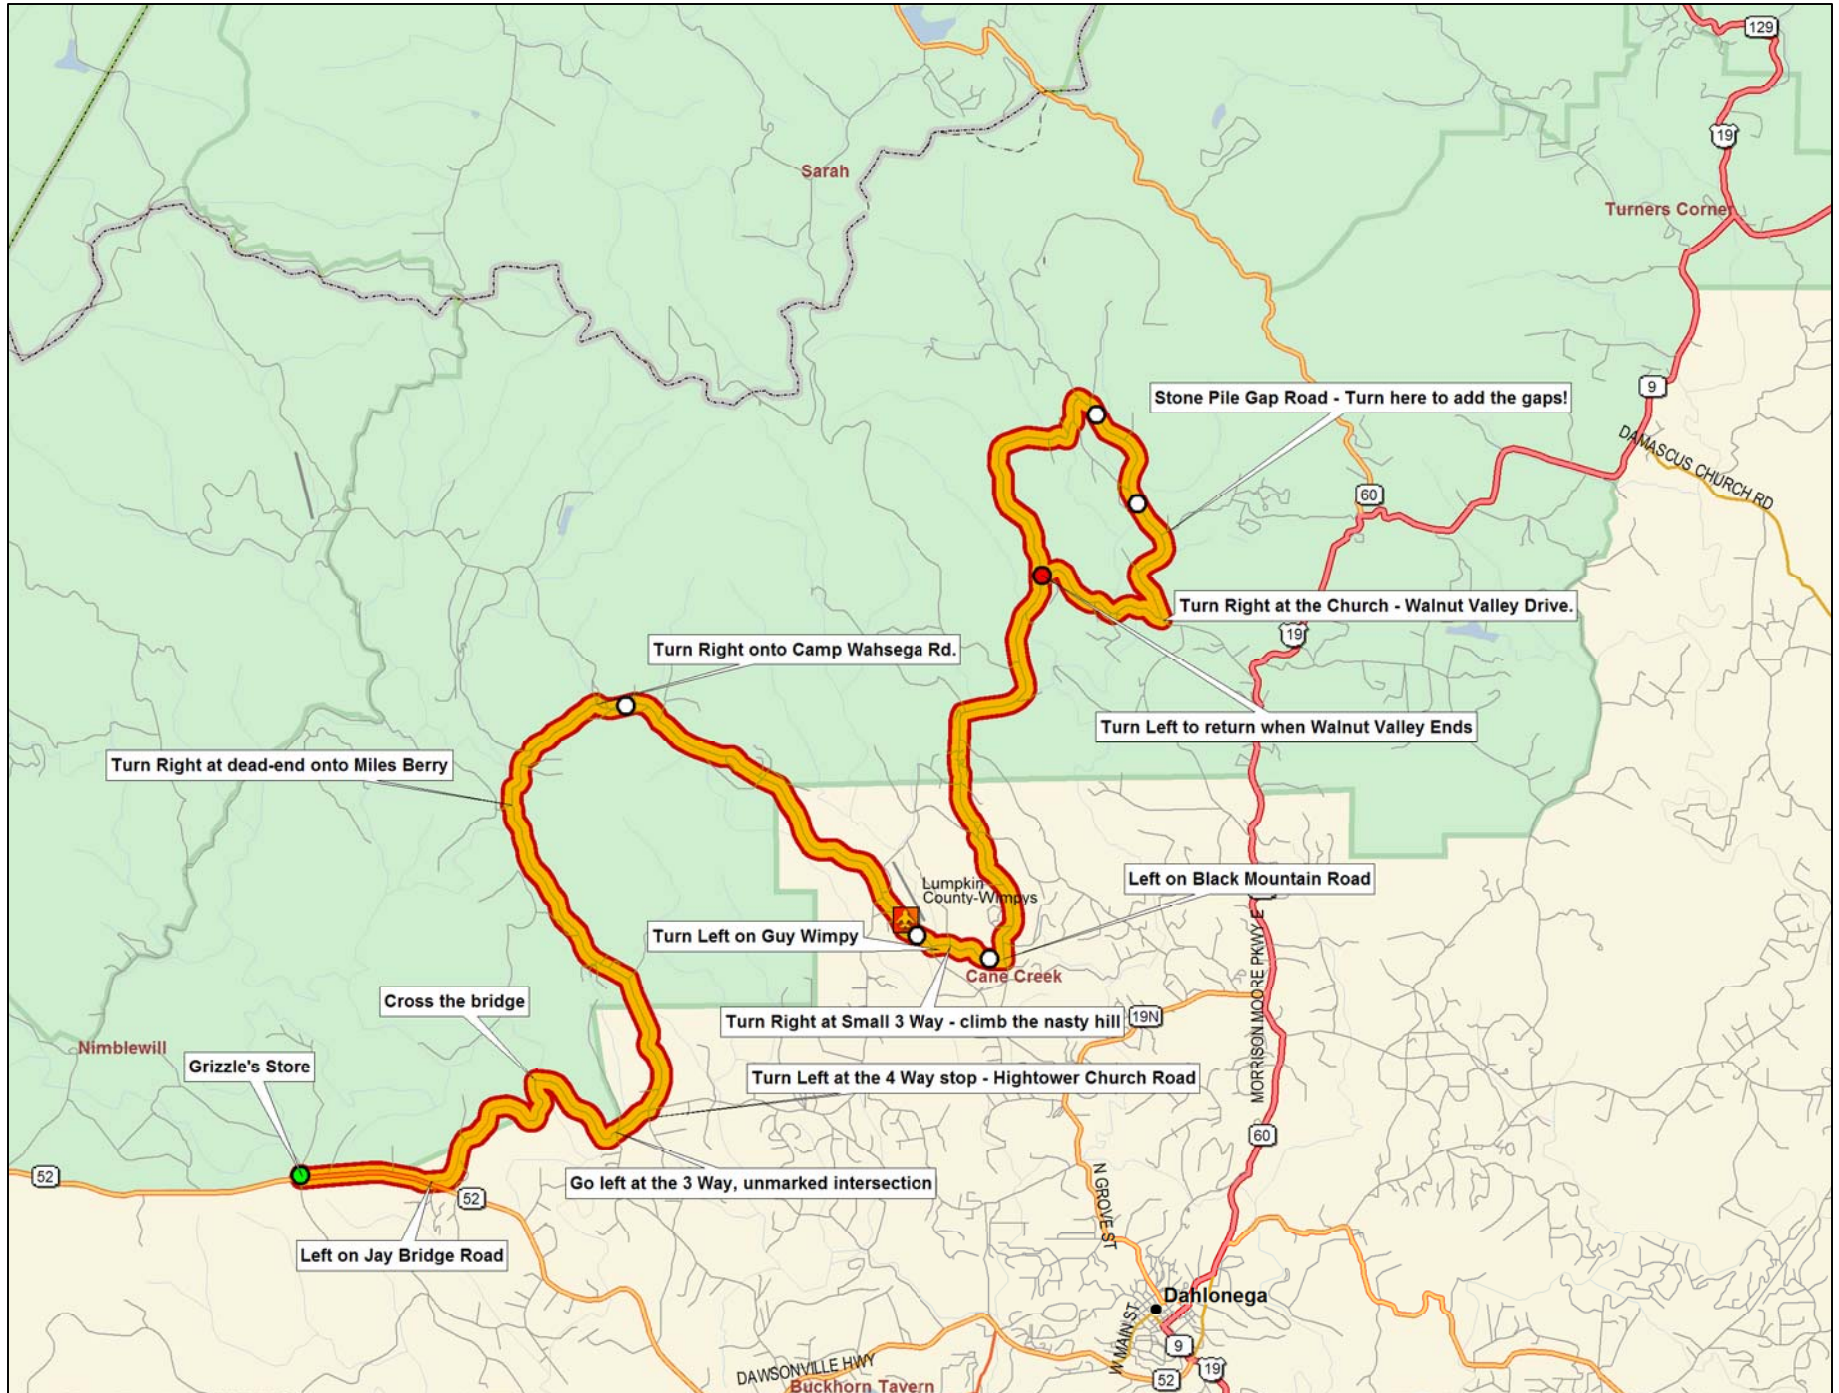 129
19
Sarah
Turners Corner
9
Stone Pile Gap Road - Turn here to add the gaps!
DAMASCUS CHURCH RD
60
Turn Right at the Church - Walnut Valley Drive.
19
Turn Right onto Camp Wahsega Rd.
Turn Left to return when Walnut Valley Ends
Turn Right at dead-end onto Miles Berry
Lumpkin
County-Wimpys
Left on Black Mountain Road
Turn Left on Guy Wimpy
Cane Creek
MORRISON MOORE PKWY E
Cross the bridge
Turn Right at Small 3 Way - climb the nasty hill
19N
Nimblewill
Grizzle's Store
Turn Left at the 4 Way stop - Hightower Church Road
60
52
Go left at the 3 Way, unmarked intersection
52
N GROVE ST
Left on Jay Bridge Road
Dahlonega
W MAIN ST
9
DAWSONVILLE HWY
19
52
Buckhorn Tavern